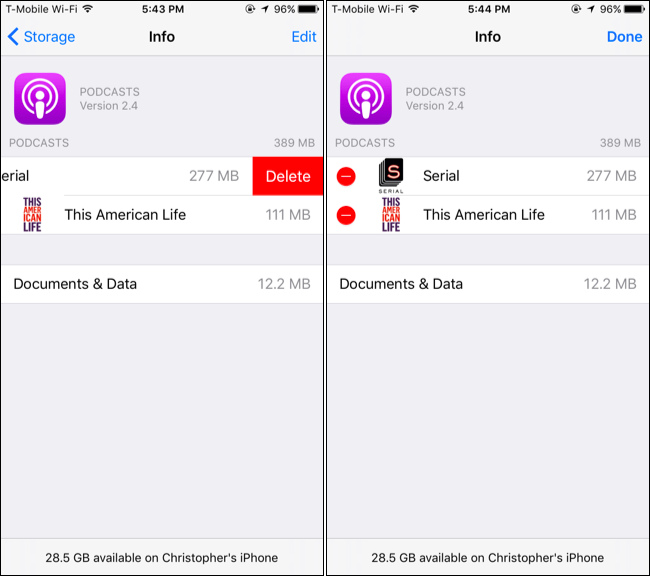 T-Mobile Wi-Fi 5:43 PM 96%
Storage Info Edit
PODCASTS
Version 2.4
PODCASTS 389 MB
erial 277 MB Delete
THIS
AMER
ICAN
LIFE
This American Life 111 MB
Documents & Data 12.2 MB
28.5 GB available on Christopher's iPhone
T-Mobile Wi-Fi 5:44 PM 96%
Info Done
PODCASTS
Version 2.4
PODCASTS 389 MB
S
SERIAL
Serial 277 MB
THIS
AMER
ICAN
LIFE
This American Life 111 MB
Documents & Data 12.2 MB
28.5 GB available on Christopher's iPhone